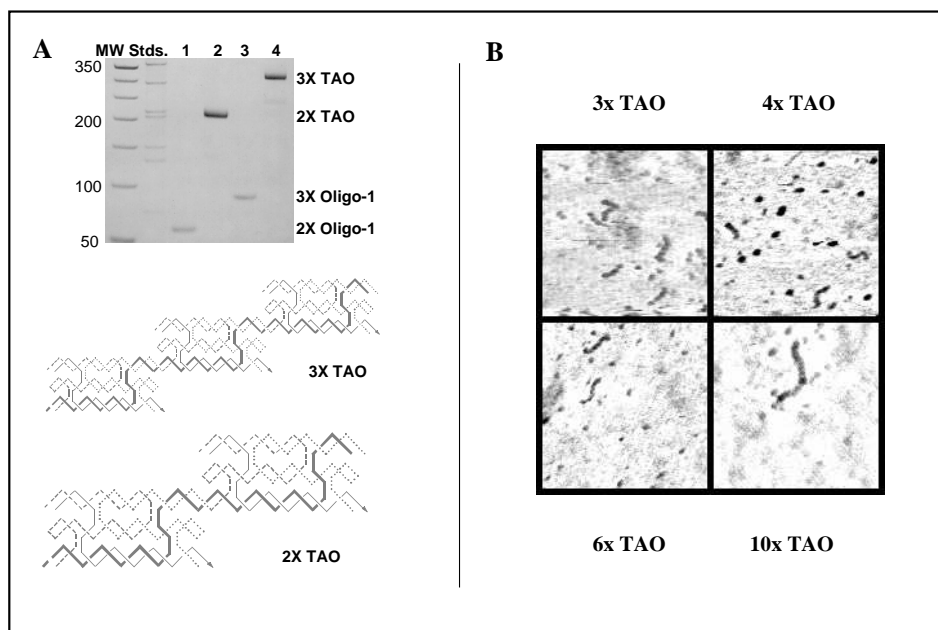 A
MW Stds. 1 2 3 4
350
200
100
50
3X TAO
2X TAO
3X Oligo-1
2X Oligo-1
3X TAO
2X TAO
B
3x TAO 4x TAO
6x TAO 10x TAO